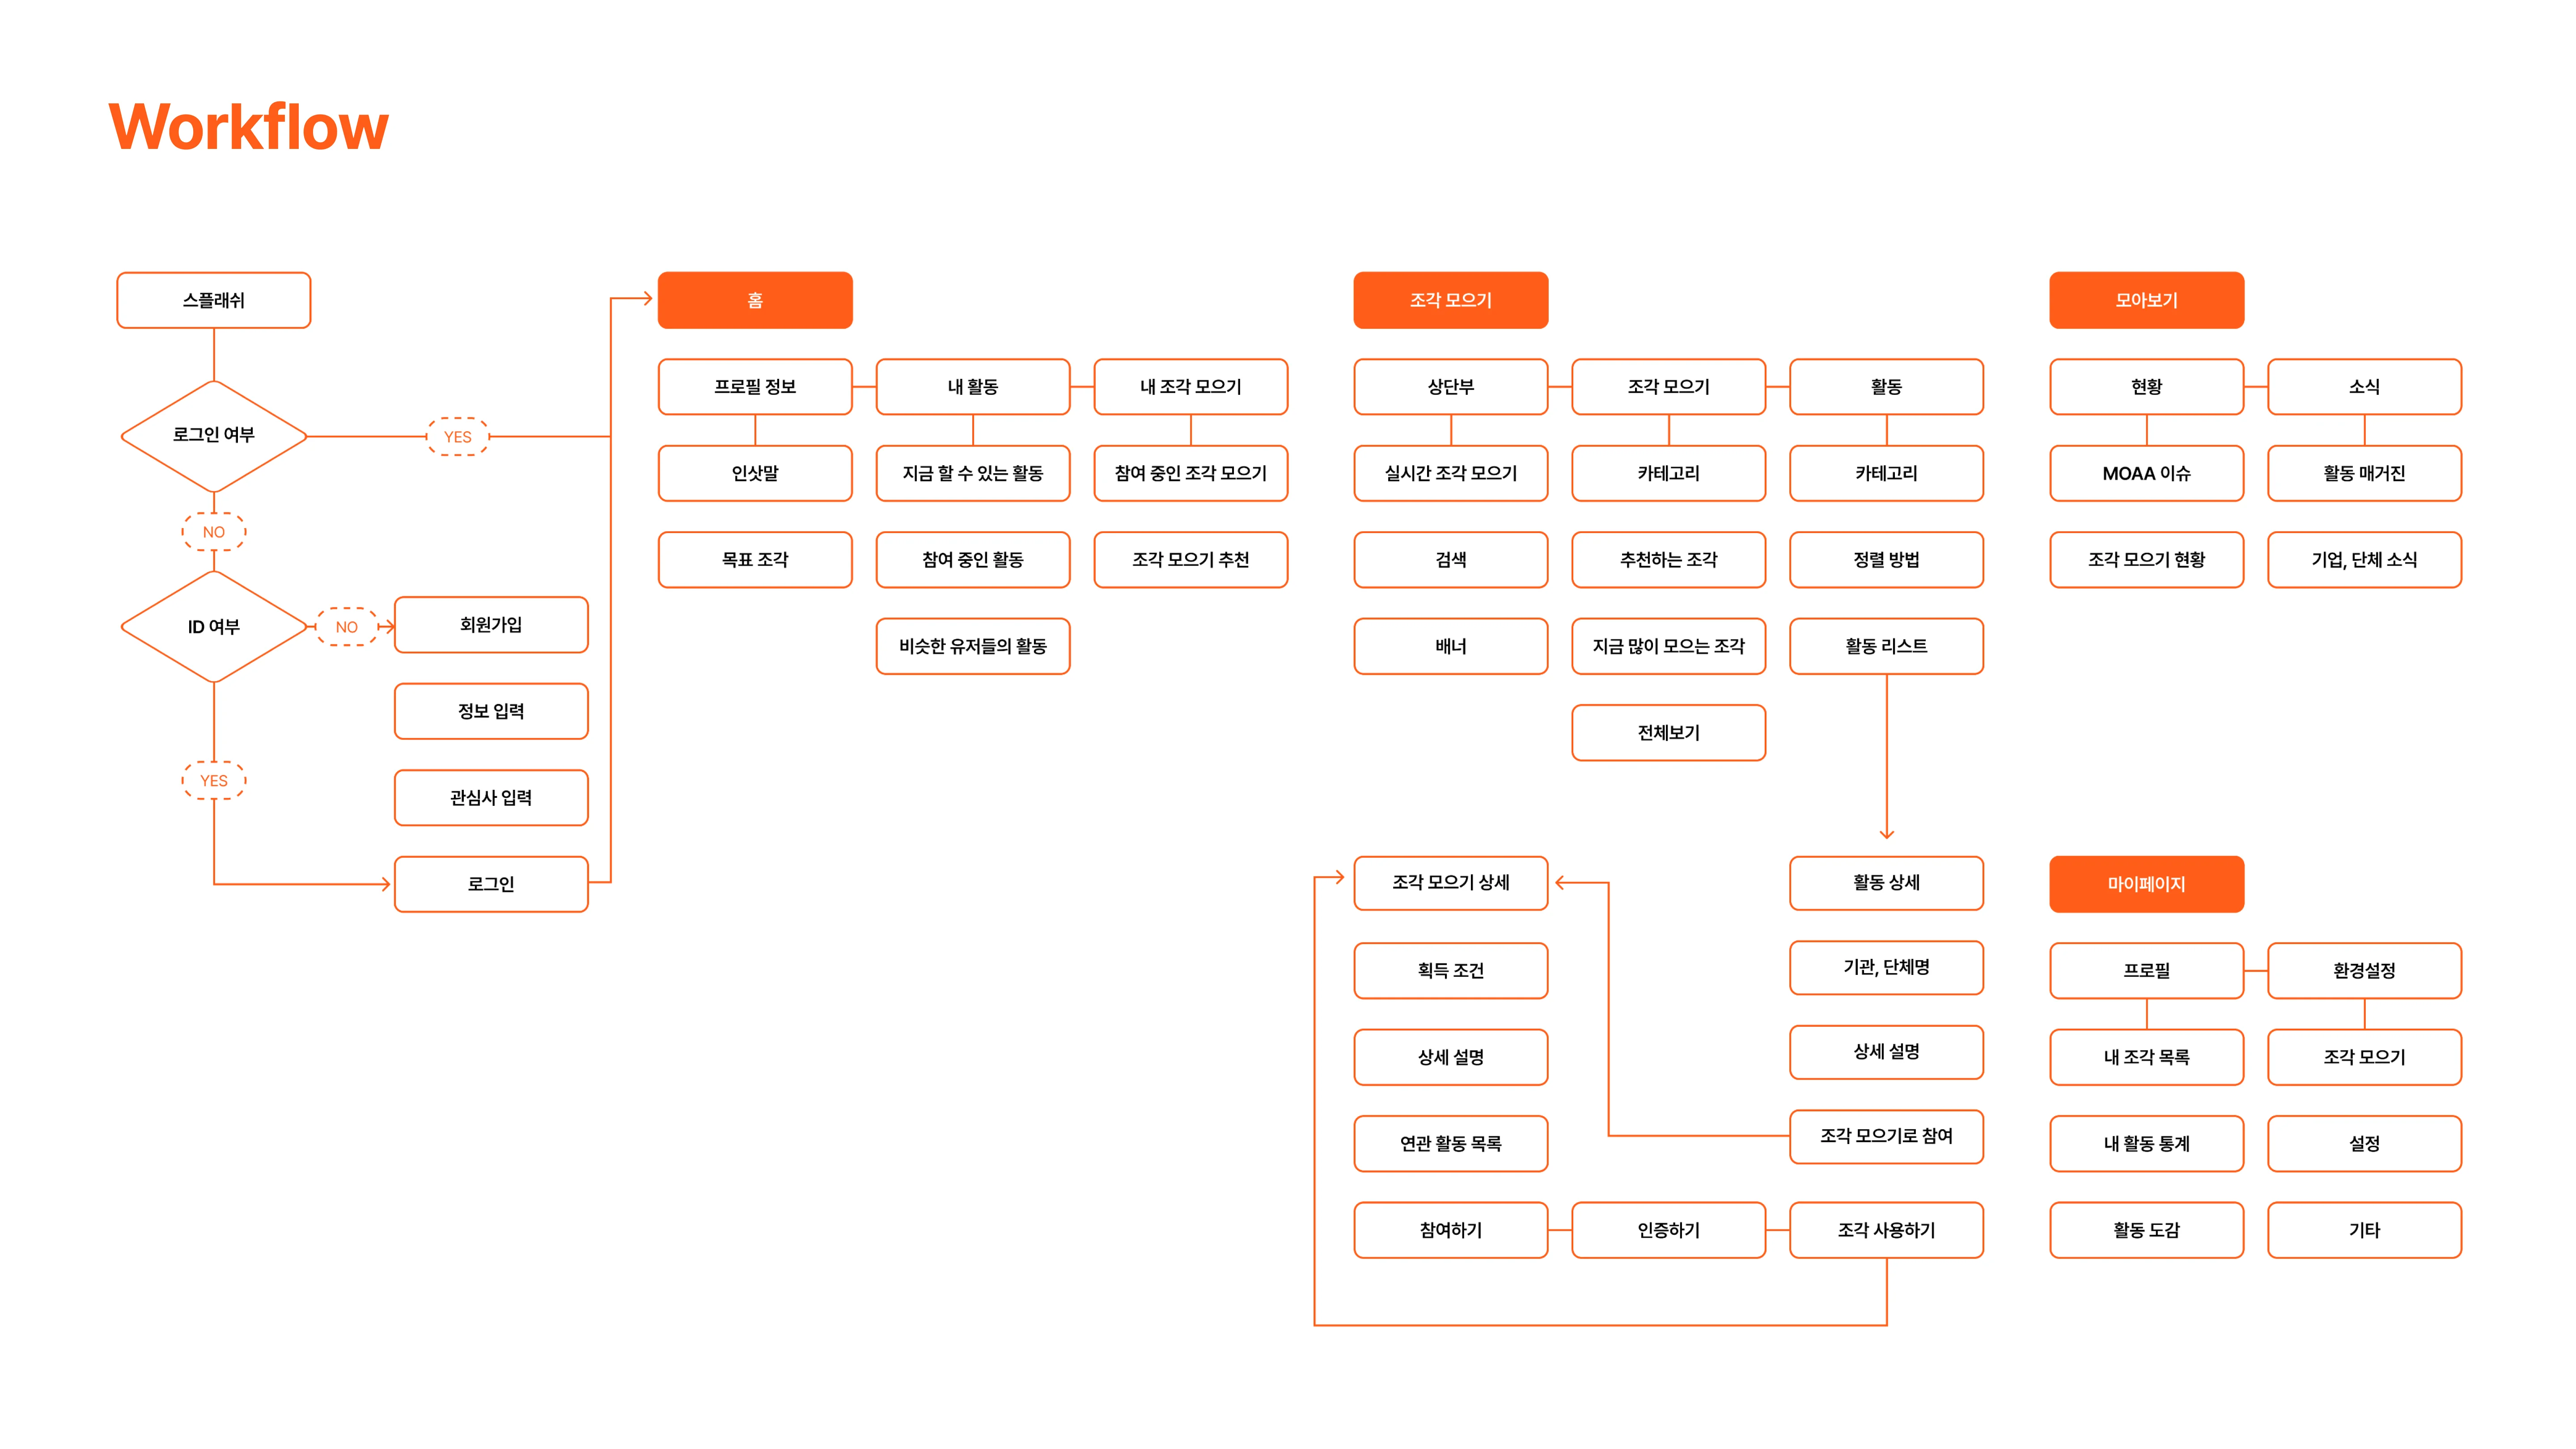 Workflow
스플래쉬
로그인 여부
YES
NO
ID 여부
NO
회원가입
정보 입력
관심사 입력
YES
로그인
홈
프로필 정보
내 활동
내 조각 모으기
인삿말
지금 할 수 있는 활동
참여 중인 조각 모으기
목표 조각
참여 중인 활동
조각 모으기 추천
비슷한 유저들의 활동
조각 모으기
상단부
조각 모으기
활동
실시간 조각 모으기
카테고리
카테고리
검색
추천하는 조각
정렬 방법
배너
지금 많이 모으는 조각
활동 리스트
전체보기
조각 모으기 상세
활동 상세
획득 조건
기관, 단체명
상세 설명
상세 설명
연관 활동 목록
조각 모으기로 참여
참여하기
인증하기
조각 사용하기
모아보기
현황
소식
MOAA 이슈
활동 매거진
조각 모으기 현황
기업, 단체 소식
마이페이지
프로필
환경설정
내 조각 목록
조각 모으기
내 활동 통계
설정
활동 도감
기타